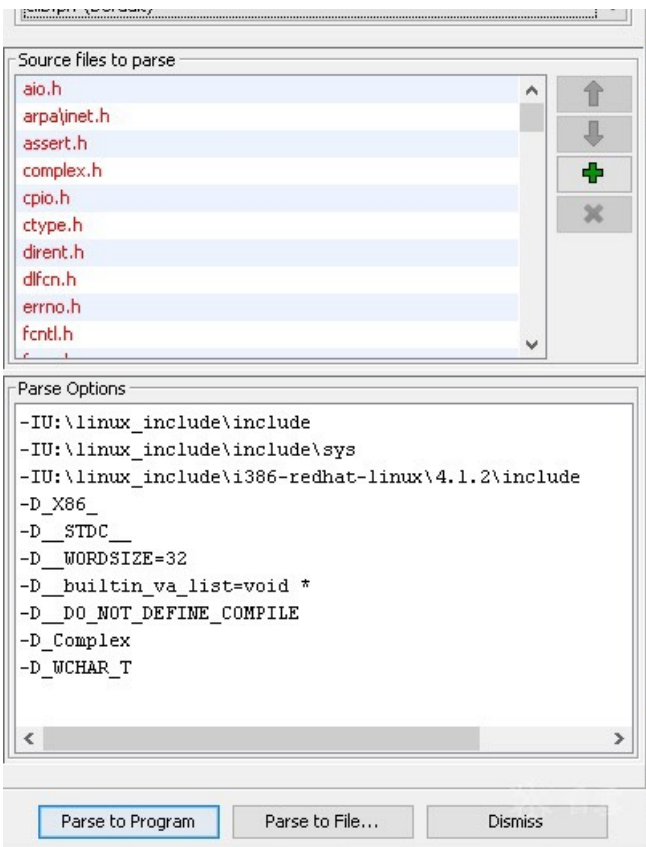 Source files to parse
aio.h
arpa\inet.h
assert.h
complex.h
cpio.h
ctype.h
dirent.h
dlfcn.h
errno.h
fcntl.h
Parse Options
-IU:\linux_include\include
-IU:\linux_include\include\sys
-IU:\linux_include\i386-redhat-linux\4.1.2\include
-D_X86_
-D__STDC__
-D__WORDSIZE=32
-D__builtin_va_list=void *
-D__DO_NOT_DEFINE_COMPILE
-D_Complex
-D_WCHAR_T
Parse to Program
Parse to File...
Dismiss